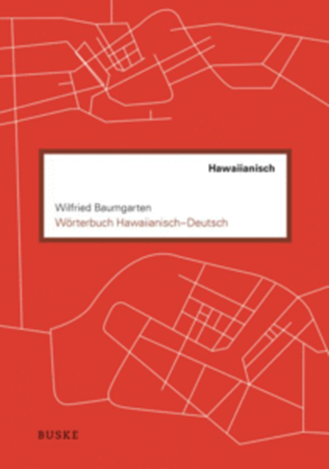 Hawaiianisch
Wilfried Baumgarten
Wörterbuch Hawaiianisch–Deutsch
BUSKE